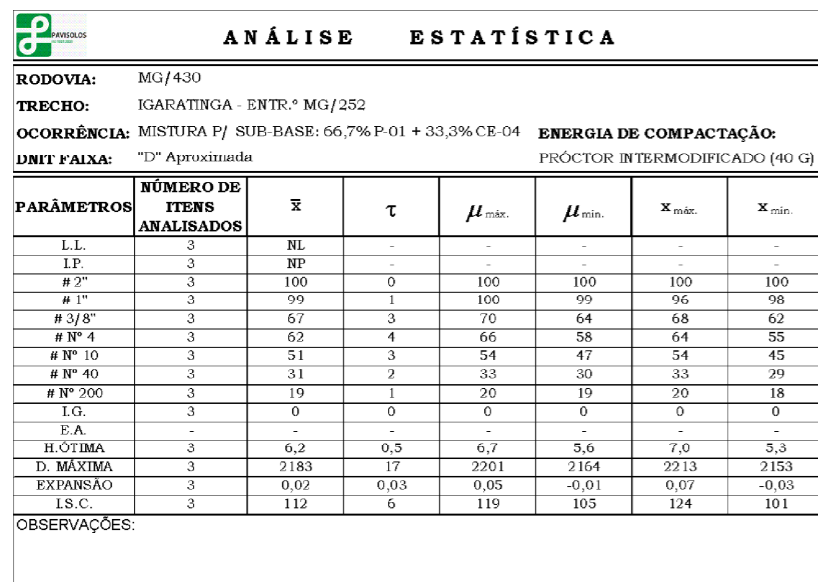 PAVISOLOS
ANÁLISE ESTATÍSTICA
RODOVIA: MG/430
TRECHO: IGARATINGA - ENTR.º MG/252
OCORRÊNCIA: MISTURA P/ SUB-BASE: 66,7% P-01 + 33,3% CE-04 ENERGIA DE COMPACTAÇÃO:
DNIT FAIXA: "D" Aproximada PRÓCTOR INTERMODIFICADO (40 G)
PARÂMETROS NÚMERO DE ITENS ANALISADOS x̄ τ μ máx. μ min. x máx. x min.
L.L. 3 NL - - - - -
I.P. 3 NP - - - - -
# 2" 3 100 0 100 100 100 100
# 1" 3 99 1 100 99 96 98
# 3/8" 3 67 3 70 64 68 62
# Nº 4 3 62 4 66 58 64 55
# Nº 10 3 51 3 54 47 54 45
# Nº 40 3 31 2 33 30 33 29
# Nº 200 3 19 1 20 19 20 18
I.G. 3 0 0 0 0 0 0
E.A. - - - - - - -
H.ÓTIMA 3 6,2 0,5 6,7 5,6 7,0 5,3
D. MÁXIMA 3 2183 17 2201 2164 2213 2153
EXPANSÃO 3 0,02 0,03 0,05 -0,01 0,07 -0,03
I.S.C. 3 112 6 119 105 124 101
OBSERVAÇÕES: